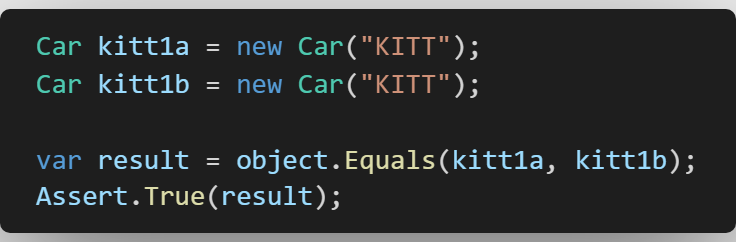 Car kitt1a = new Car("KITT");
Car kitt1b = new Car("KITT");
var result = object.Equals(kitt1a, kitt1b);
Assert.True(result);